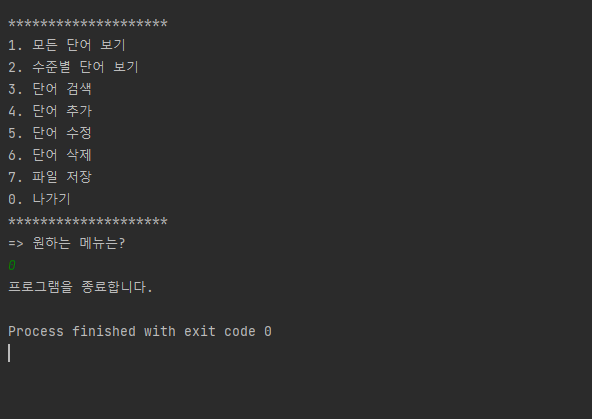 ********************
1. 모든 단어 보기
2. 수준별 단어 보기
3. 단어 검색
4. 단어 추가
5. 단어 수정
6. 단어 삭제
7. 파일 저장
0. 나가기
********************
=> 원하는 메뉴는?
0
프로그램을 종료합니다.
Process finished with exit code 0